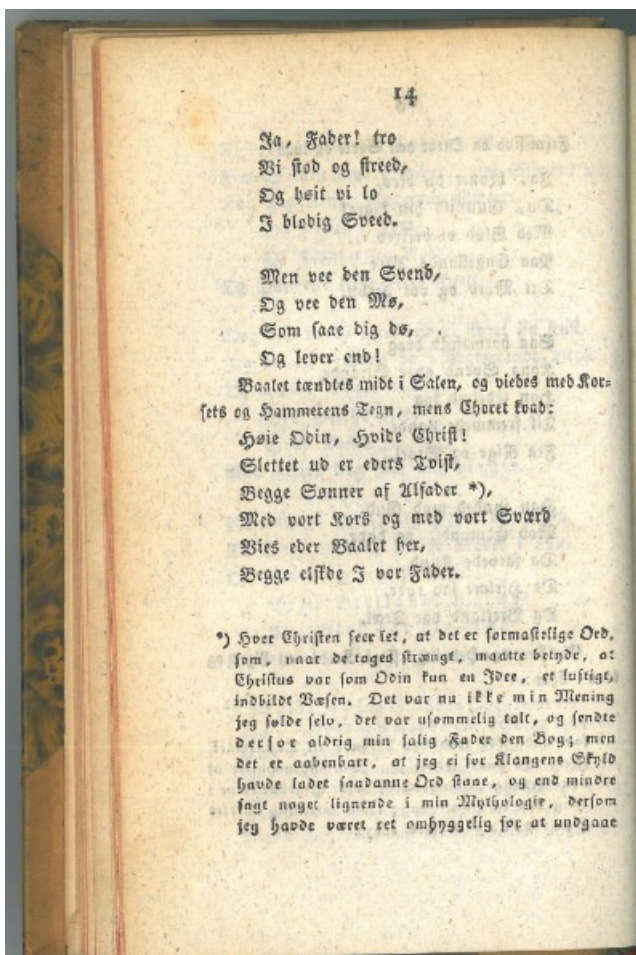 14
Ja, Fader! tro
Vi stod og streed,
Og høit vi lo
I blodig Sveed.
Men vee den Svend,
Og vee den Mø,
Som saae dig dø,
Og lever end!
Baalet tændtes midt i Salen, og viedes med Kor-
sets og Hammerens Tegn, mens Choret kvad:
Høie Odin, Hvide Christ!
Slettet ud er eders Tvist,
Begge Sønner af Alfader *),
Med vort Kors og med vort Sværd
Vies eder Baalet her,
Begge elskde I vor Fader.
*) Hver Christen seer let, at det er formastelige Ord,
som, naar de toges strængt, maatte betyde, at
Christus var som Odin kun en Idee, et luftigt,
indbildt Væsen. Det var nu ikke min Mening
jeg følde selv, det var usømmelig talt, og sendte
derfor aldrig min salig Fader den Bog; men
det er aabenbart, at jeg ei for Klangens Skyld
havde ladet saadanne Ord staae, og end mindre
sagt noget lignende i min Mythologie, dersom
jeg havde været ret omhyggelig for at undgaae